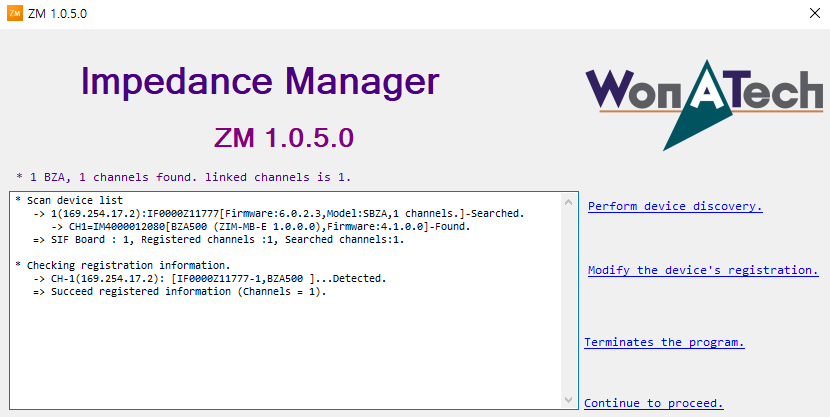 ZM ZM 1.0.5.0
Impedance Manager
WonATech
ZM 1.0.5.0
* 1 BZA, 1 channels found. linked channels is 1.
* Scan device list
-> 1(169.254.17.2):IF0000Z11777[Firmware:6.0.2.3,Model:SBZA,1 channels.]-Searched.
-> CH1=IM4000012080[BZA500 (ZIM-MB-E 1.0.0.0),Firmware:4.1.0.0]-Found.
=> SIF Board : 1, Registered channels :1, Searched channels:1.
* Checking registration information.
-> CH-1(169.254.17.2): [IF0000Z11777-1,BZA500 ]...Detected.
=> Succeed registered information (Channels = 1).
Perform device discovery.
Modify the device's registration.
Terminates the program.
Continue to proceed.